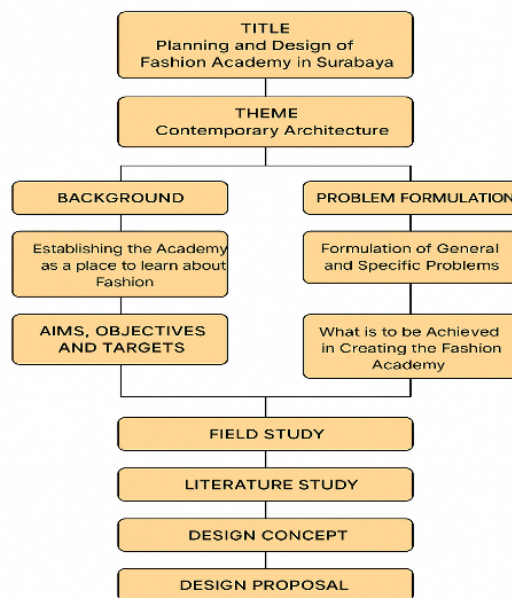 TITLE
Planning and Design of
Fashion Academy in Surabaya
THEME
Contemporary Architecture
BACKGROUND
Establishing the Academy
as a place to learn about
Fashion
AIMS, OBJECTIVES
AND TARGETS
PROBLEM FORMULATION
Formulation of General
and Specific Problems
What is to be Achieved
in Creating the Fashion
Academy
FIELD STUDY
LITERATURE STUDY
DESIGN CONCEPT
DESIGN PROPOSAL